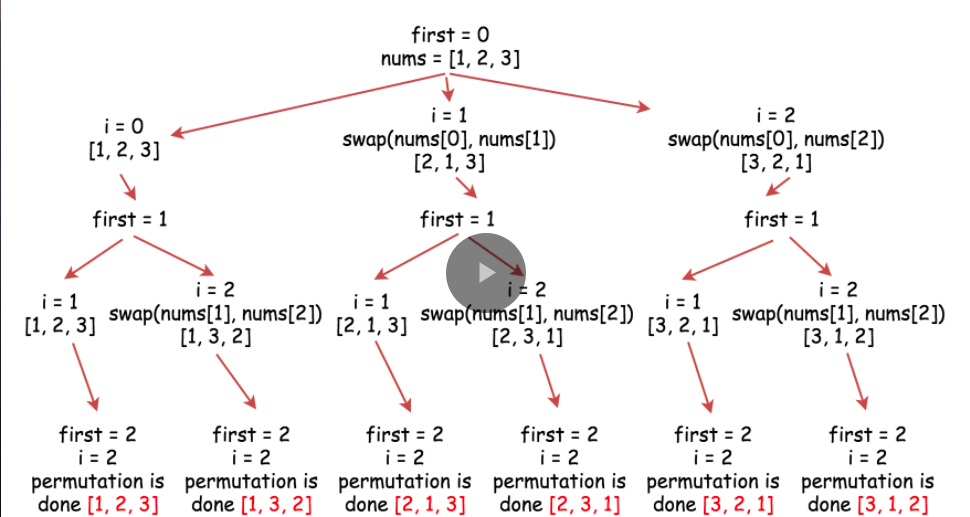 first = 0
nums = [1, 2, 3]
i = 0
[1, 2, 3]
i = 1
swap(nums[0], nums[1])
[2, 1, 3]
i = 2
swap(nums[0], nums[2])
[3, 2, 1]
first = 1
first = 1
first = 1
i = 1
[1, 2, 3]
i = 2
swap(nums[1], nums[2])
[1, 3, 2]
i = 1
[2, 1, 3]
i = 2
swap(nums[1], nums[2])
[2, 3, 1]
i = 1
[3, 2, 1]
i = 2
swap(nums[1], nums[2])
[3, 1, 2]
first = 2
i = 2
permutation is
done [1, 2, 3]
first = 2
i = 2
permutation is
done [1, 3, 2]
first = 2
i = 2
permutation is
done [2, 1, 3]
first = 2
i = 2
permutation is
done [2, 3, 1]
first = 2
i = 2
permutation is
done [3, 2, 1]
first = 2
i = 2
permutation is
done [3, 1, 2]